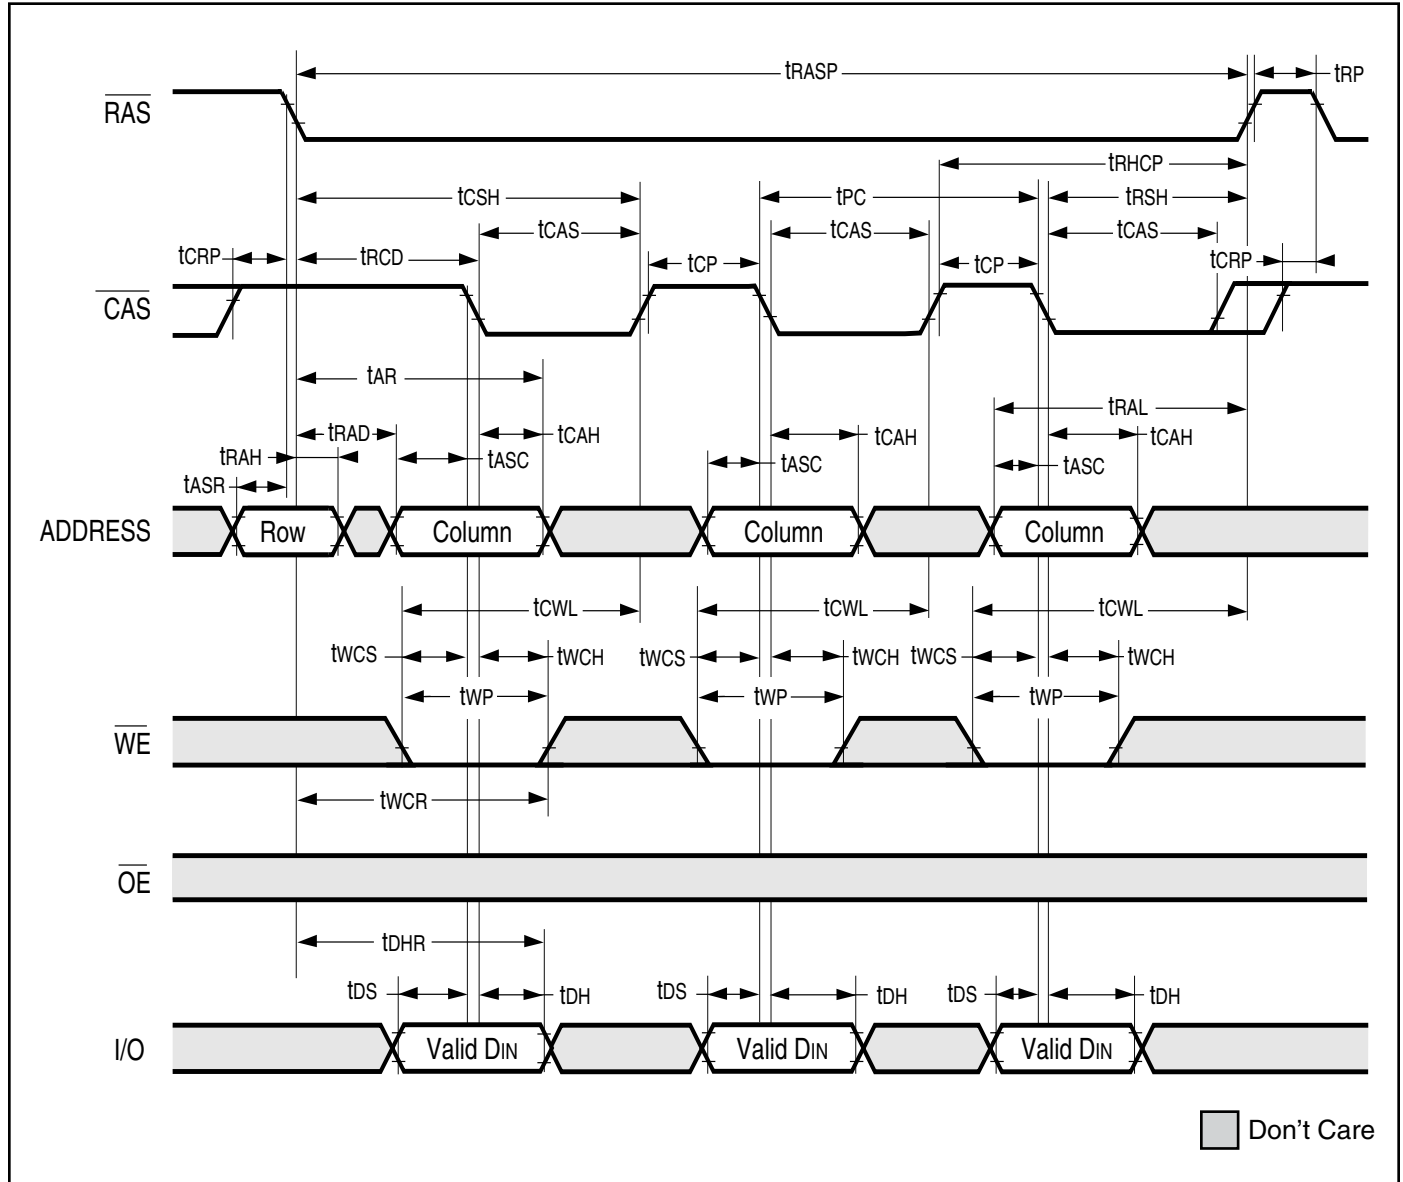 tRASP tRP
RAS
tRHCP
tCSH tPC tRSH
tCAS tCAS tCAS
tCRP tRCD tCP tCP tCRP
CAS
tAR
tRAL
tRAD tCAH tCAH tCAH
tRAH tASC tASC tASC
tASR
ADDRESS Row Column Column Column
tCWL tCWL tCWL
tWCS tWCH tWCS tWCH tWCS tWCH
tWP tWP tWP
WE
tWCR
OE
tDHR
tDS tDH tDS tDH tDS tDH
I/O Valid DIN Valid DIN Valid DIN
Don't Care